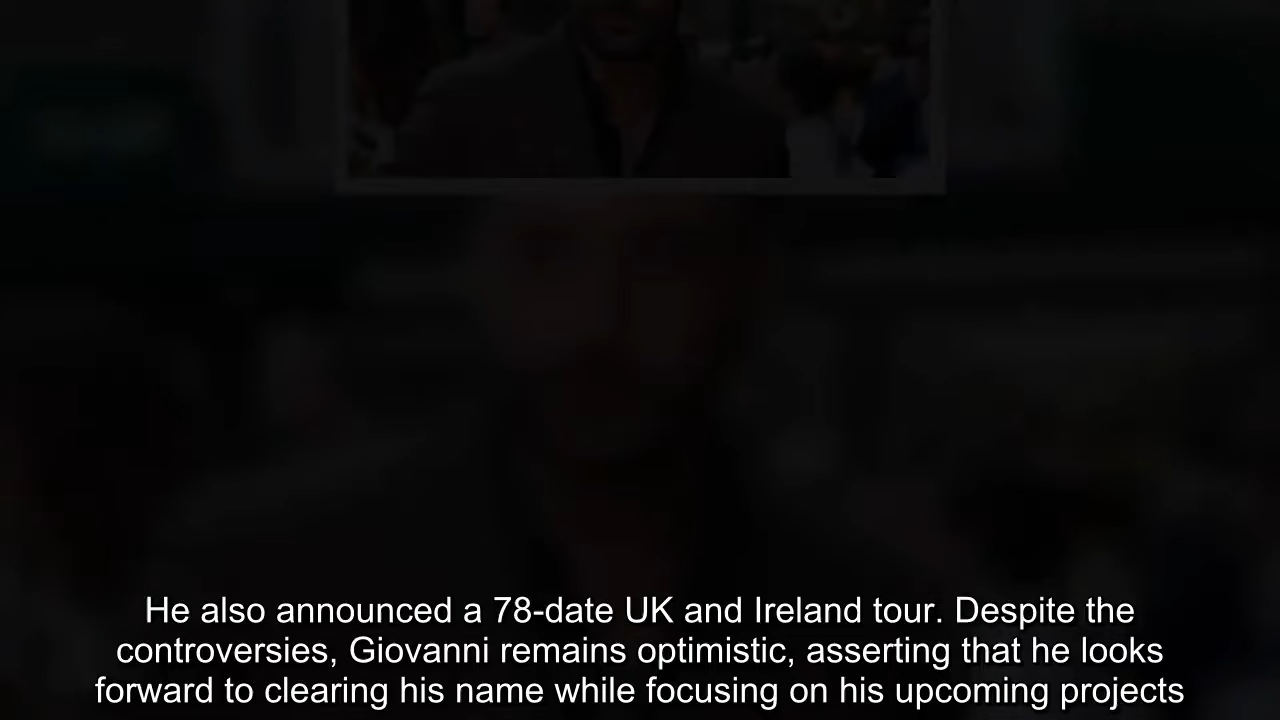 He also announced a 78-date UK and Ireland tour. Despite the
controversies, Giovanni remains optimistic, asserting that he looks
forward to clearing his name while focusing on his upcoming projects